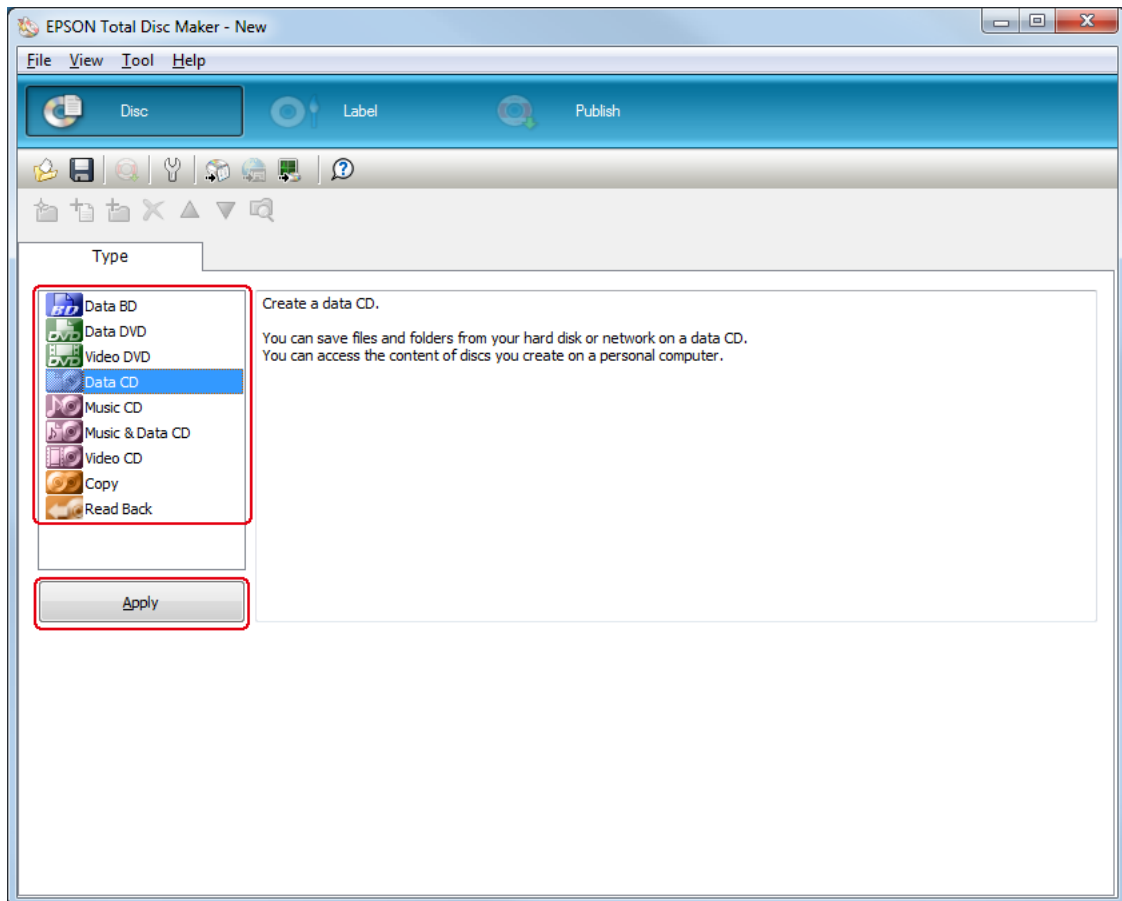 EPSON Total Disc Maker - New
File View Tool Help
Disc Label Publish
Type
Data BD
Data DVD
Video DVD
Data CD
Music CD
Music & Data CD
Video CD
Copy
Read Back
Apply
Create a data CD.
You can save files and folders from your hard disk or network on a data CD.
You can access the content of discs you create on a personal computer.